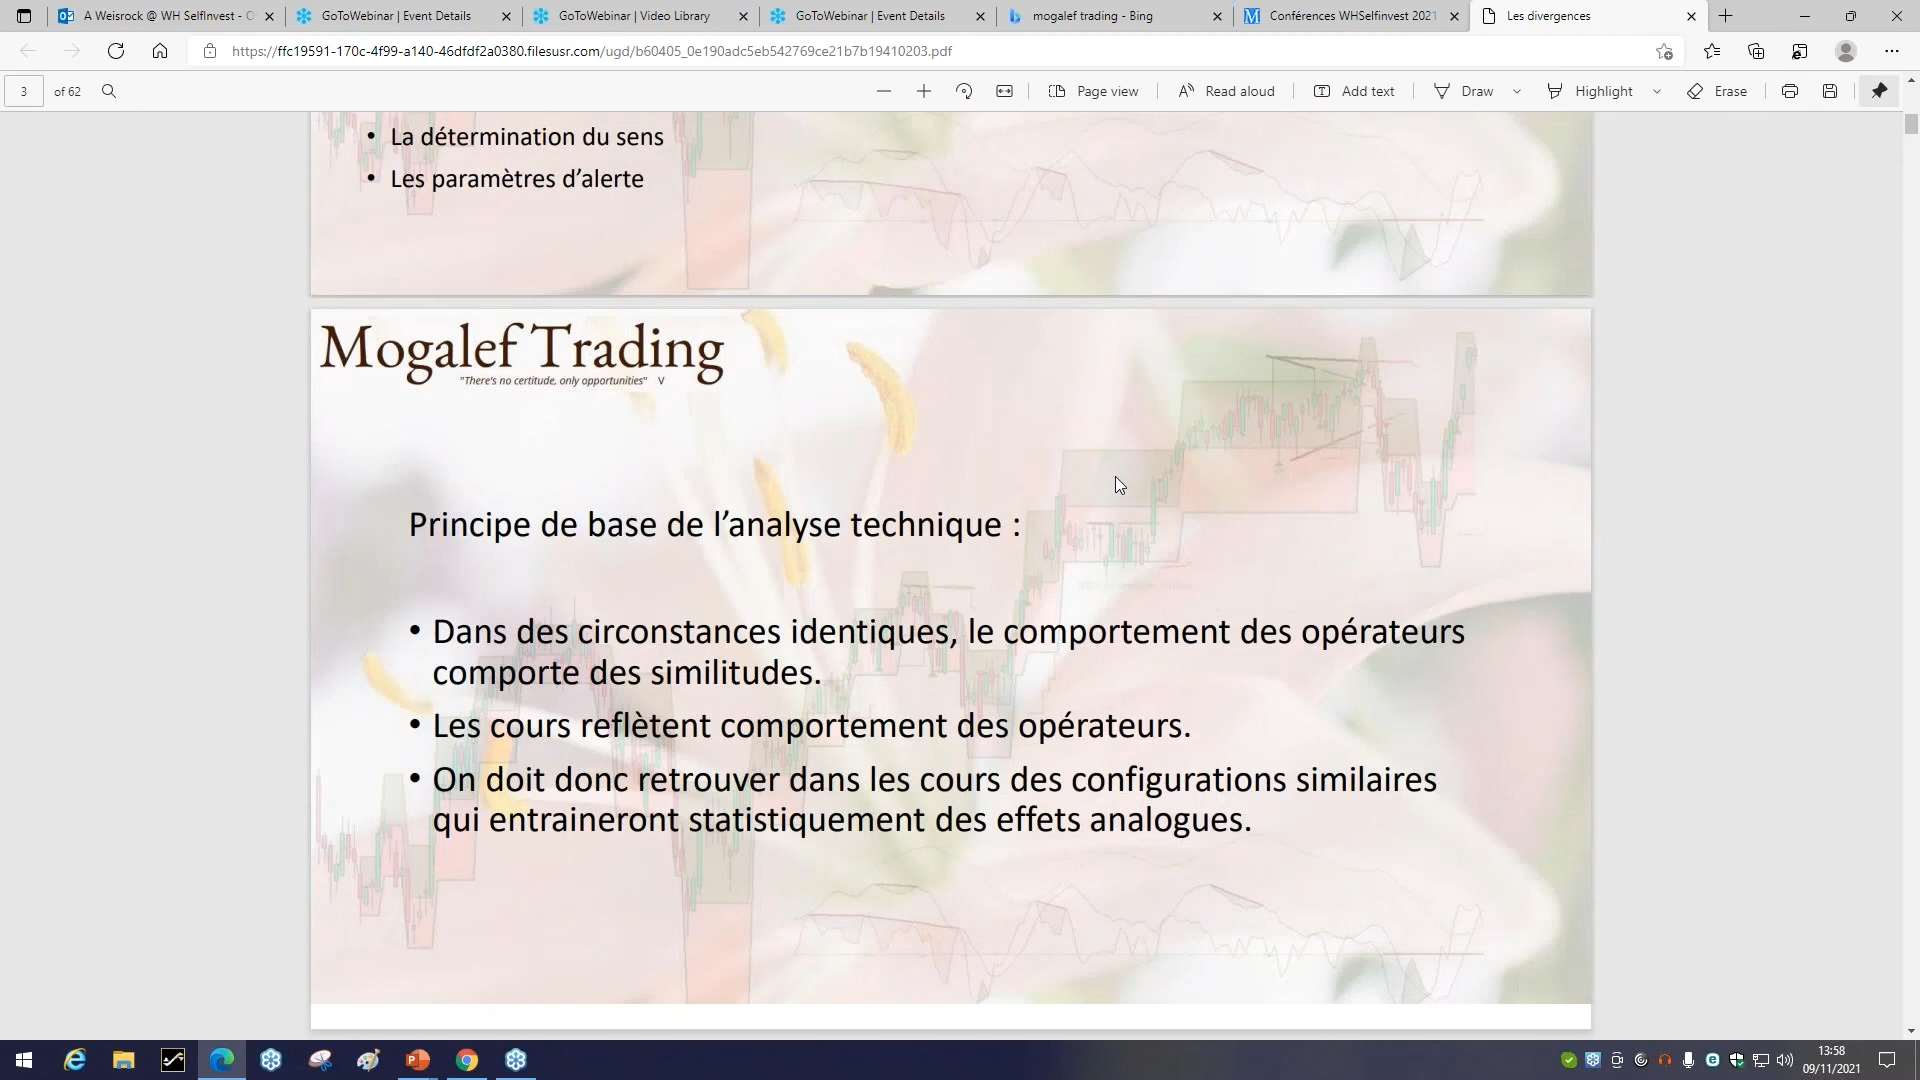 A Weisrock @ WH SelfInvest - O
GoToWebinar | Event Details
GoToWebinar | Video Library
GoToWebinar | Event Details
mogalef trading - Bing
Conférences WHSelfinvest 2021
Les divergences
https://ffc19591-170c-4f99-a140-46dfdf2a0380.filesusr.com/ugd/b60405_0e190adc5eb542769ce21b7b19410203.pdf
3 of 62
Page view
Read aloud
Add text
Draw
Highlight
Erase
• La détermination du sens
• Les paramètres d’alerte
Mogalef Trading
"There's no certitude, only opportunities" V
Principe de base de l’analyse technique :
• Dans des circonstances identiques, le comportement des opérateurs
comporte des similitudes.
• Les cours reflètent comportement des opérateurs.
• On doit donc retrouver dans les cours des configurations similaires
qui entraineront statistiquement des effets analogues.
13:58
09/11/2021